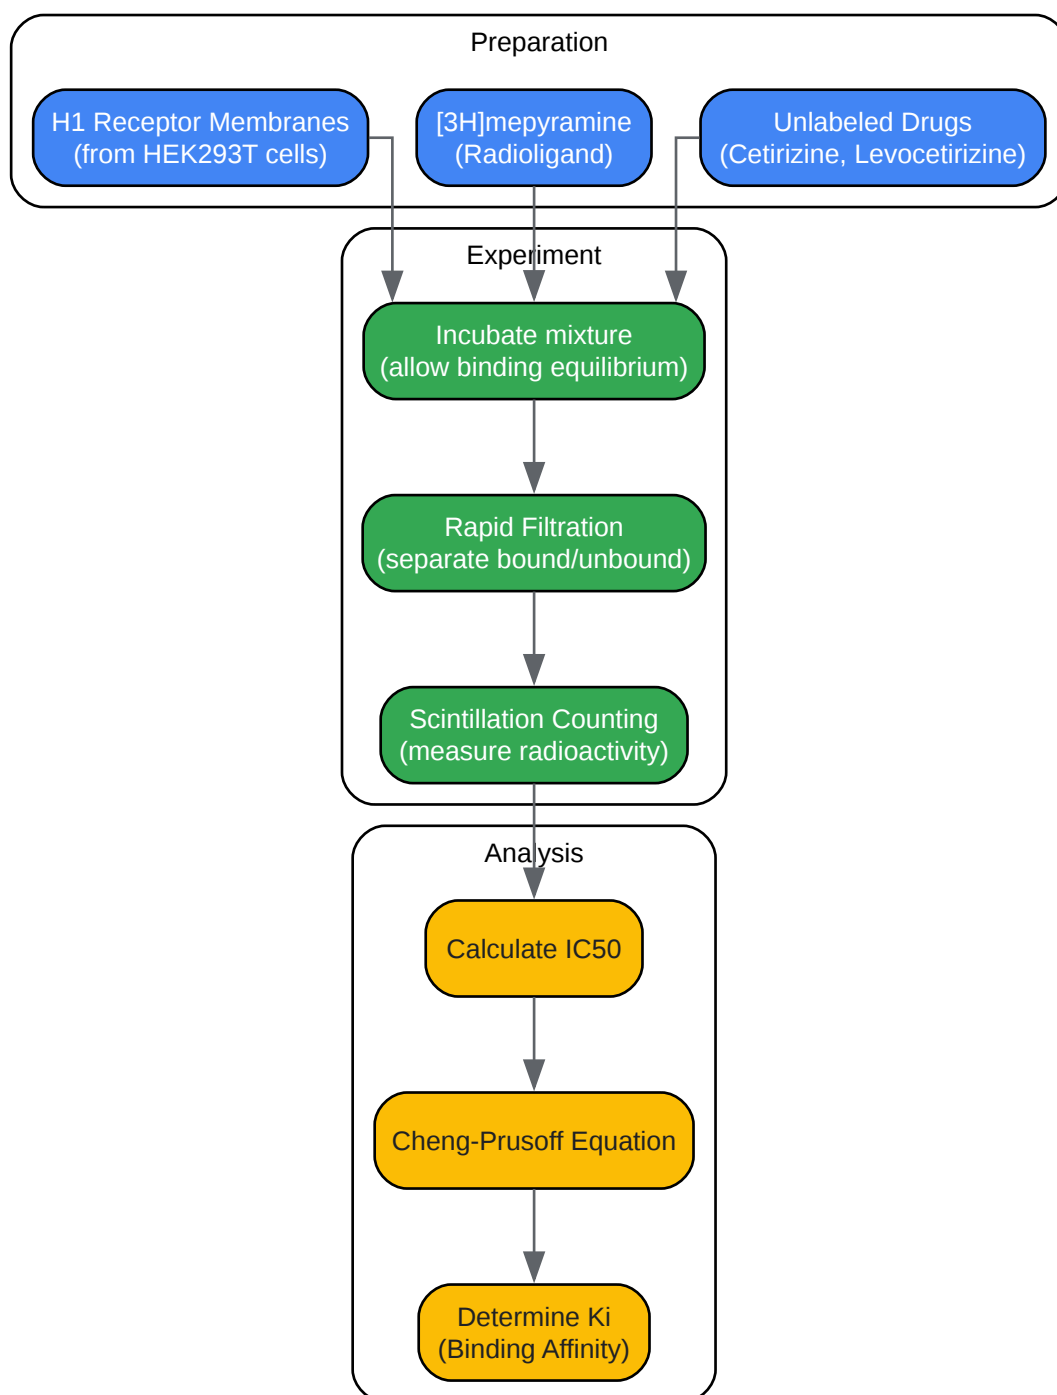 Preparation
H1 Receptor Membranes
(from HEK293T cells)
[3H]mepyramine
(Radioligand)
Unlabeled Drugs
(Cetirizine, Levocetirizine)
Experiment
Incubate mixture
(allow binding equilibrium)
Rapid Filtration
(separate bound/unbound)
Scintillation Counting
(measure radioactivity)
Analysis
Calculate IC50
Cheng-Prusoff Equation
Determine Ki
(Binding Affinity)